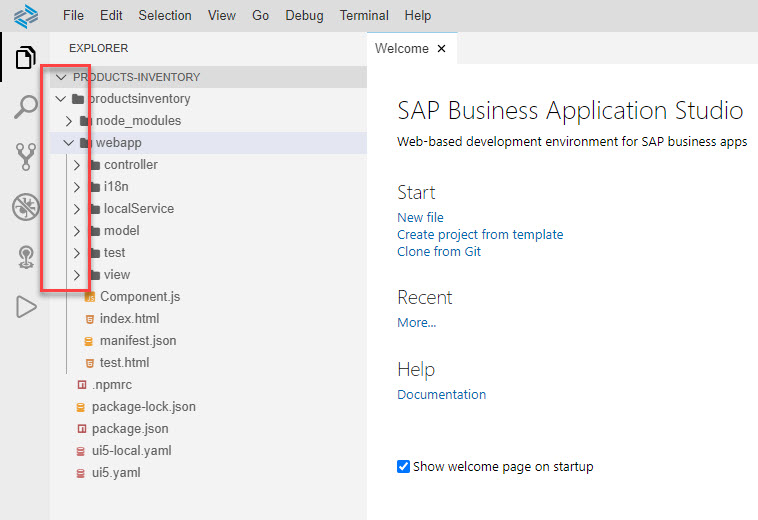 File Edit Selection View Go Debug Terminal Help
EXPLORER
PRODUCTS-INVENTORY
productsinventory
node_modules
webapp
controller
i18n
localService
model
test
view
Component.js
index.html
manifest.json
test.html
.npmrc
package-lock.json
package.json
ui5-local.yaml
ui5.yaml
Welcome
SAP Business Application Studio
Web-based development environment for SAP business apps
Start
New file
Create project from template
Clone from Git
Recent
More...
Help
Documentation
Show welcome page on startup